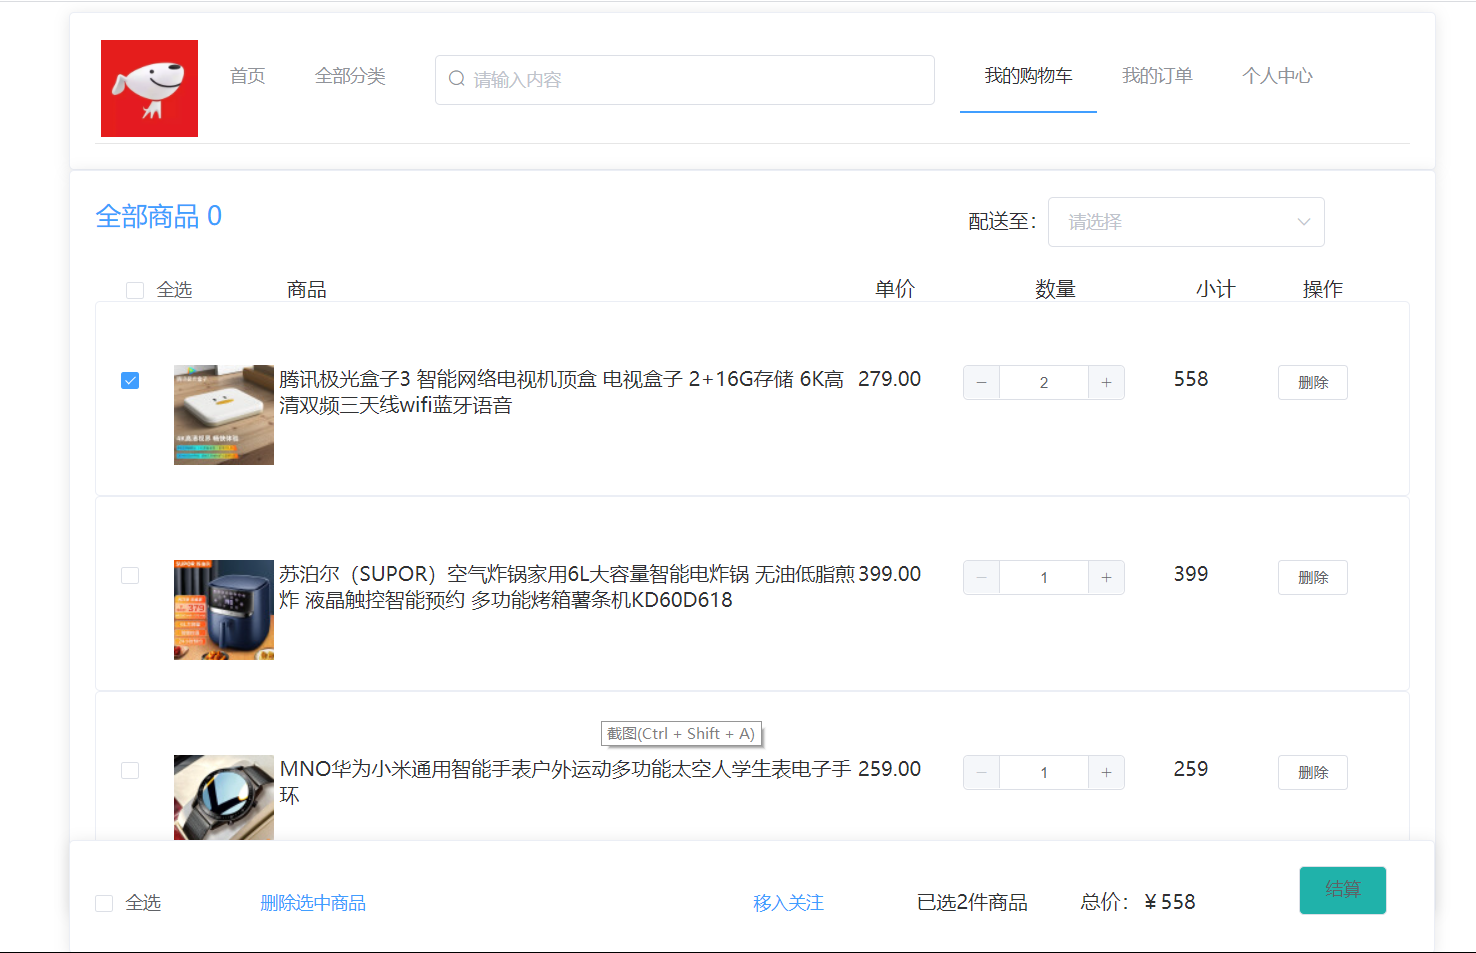 首页
全部分类
请输入内容
我的购物车
我的订单
个人中心
全部商品 0
配送至：
请选择
全选
商品
单价
数量
小计
操作
腾讯极光盒子3 智能网络电视机顶盒 电视盒子 2+16G存储 6K高
清双频三天线wifi蓝牙语音
279.00
− 2 +
558
删除
苏泊尔（SUPOR）空气炸锅家用6L大容量智能电炸锅 无油低脂煎
炸 液晶触控智能预约 多功能烤箱薯条机KD60D618
399.00
− 1 +
399
删除
379
截图(Ctrl + Shift + A)
MNO华为小米通用智能手表户外运动多功能太空人学生表电子手
环
259.00
− 1 +
259
删除
全选
删除选中商品
移入关注
已选2件商品
总价：￥558
结算